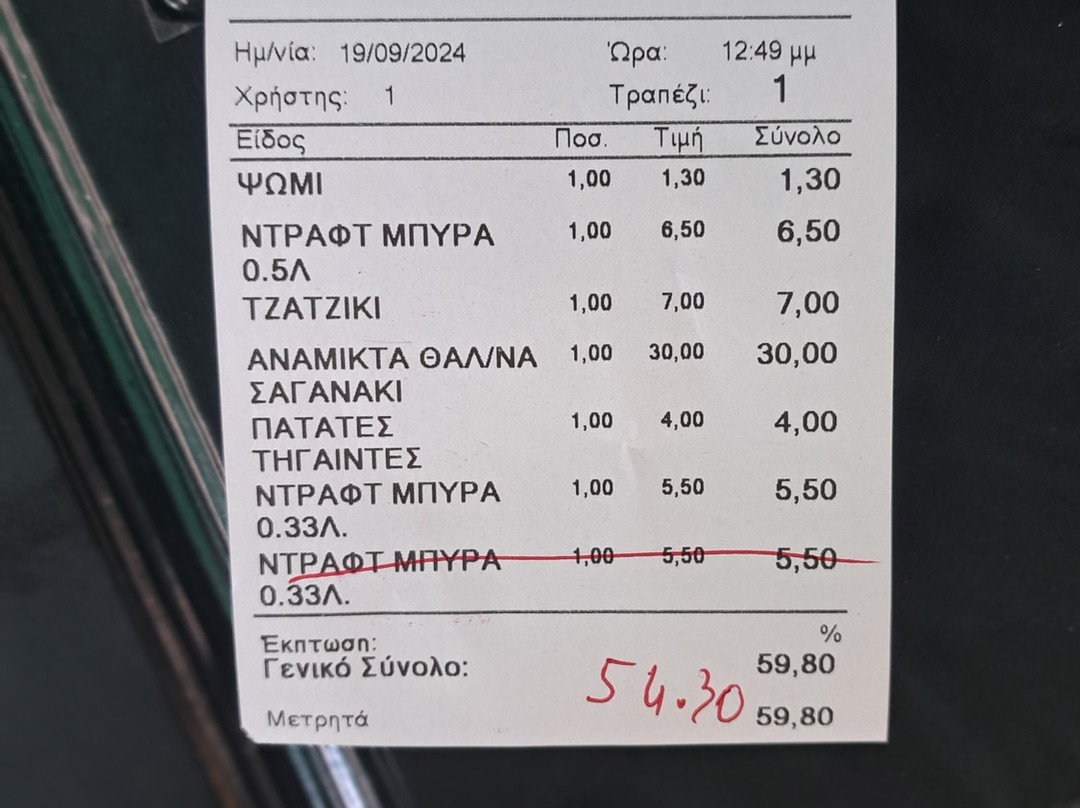 Ημ/νία: 19/09/2024 Ώρα: 12:49 μμ
Χρήστης: 1 Τραπέζι: 1
Είδος Ποσ. Τιμή Σύνολο
ΨΩΜΙ 1,00 1,30 1,30
ΝΤΡΑΦΤ ΜΠΥΡΑ 1,00 6,50 6,50
0.5Λ
ΤΖΑΤΖΙΚΙ 1,00 7,00 7,00
ΑΝΑΜΙΚΤΑ ΘΑΛ/ΝΑ 1,00 30,00 30,00
ΣΑΓΑΝΑΚΙ
ΠΑΤΑΤΕΣ 1,00 4,00 4,00
ΤΗΓΑΙΝΤΕΣ
ΝΤΡΑΦΤ ΜΠΥΡΑ 1,00 5,50 5,50
0.33Λ.
ΝΤΡΑΦΤ ΜΠΥΡΑ 1,00 5,50 5,50
0.33Λ.
Έκπτωση: %
Γενικό Σύνολο: 59,80
54.30
Μετρητά 59,80